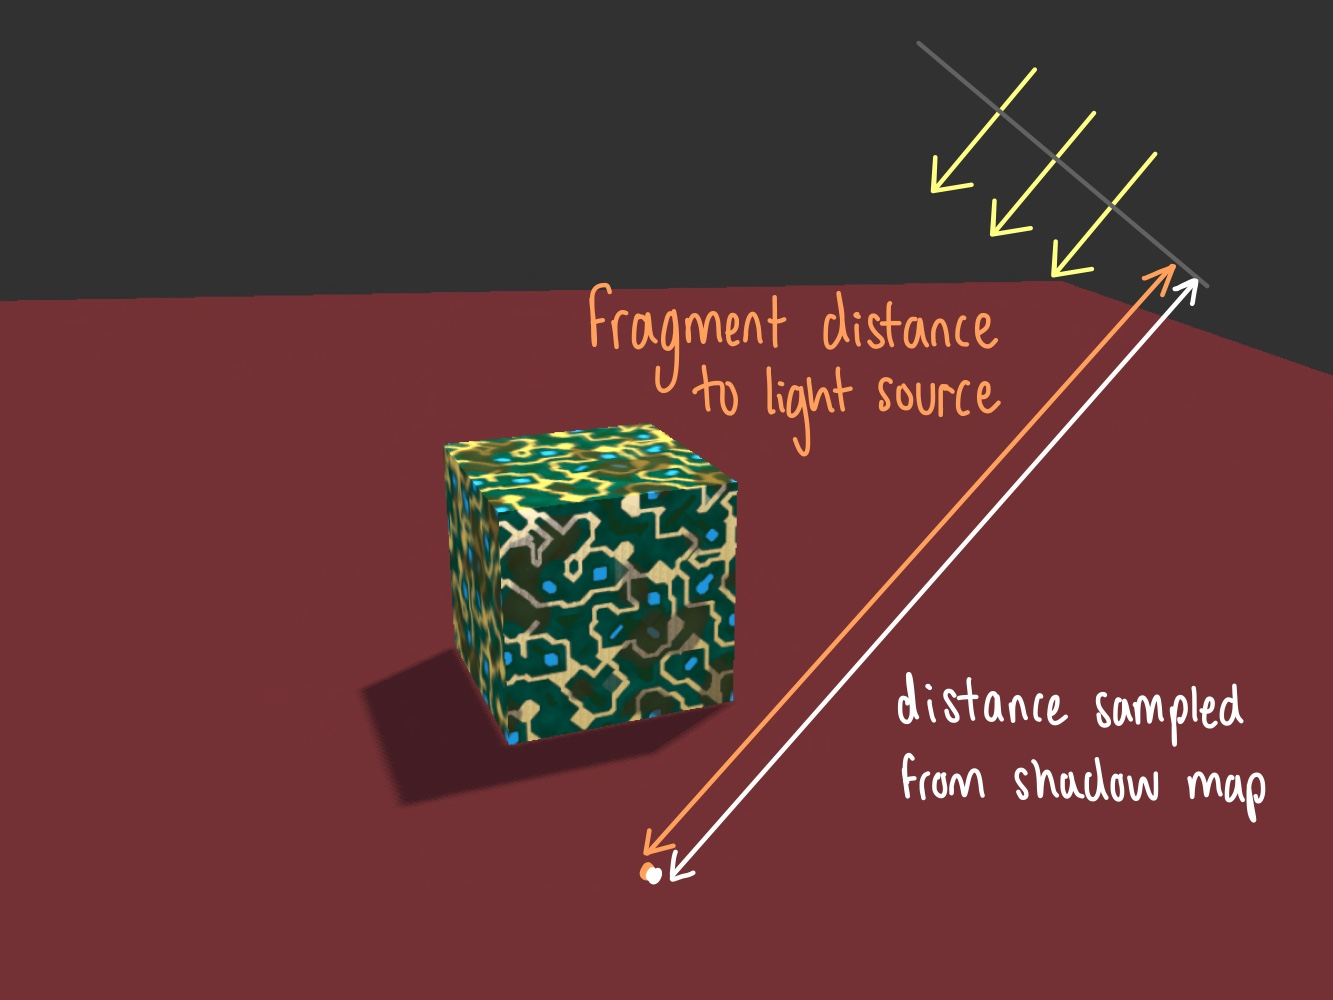 fragment distance
to light source
distance sampled
from shadow map